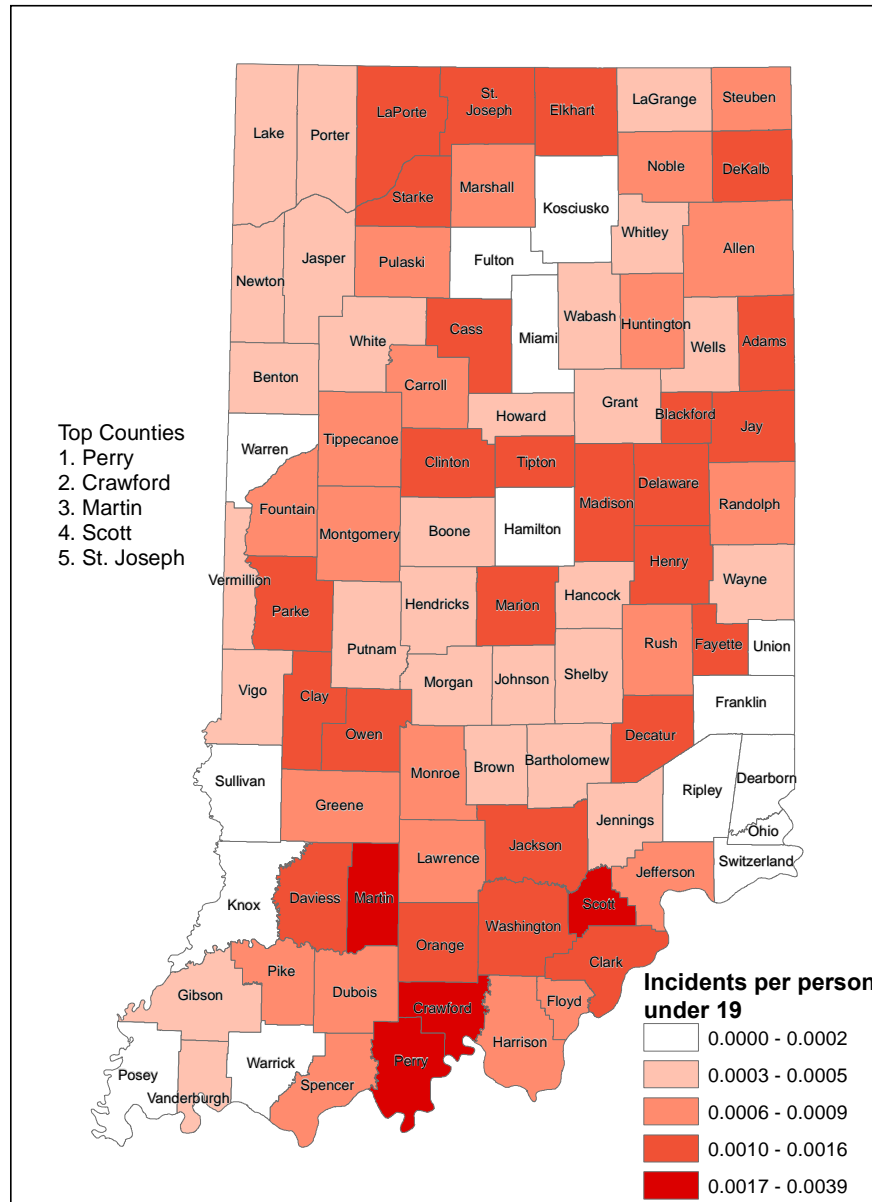 St.
Joseph
LaPorte
Elkhart
LaGrange
Steuben
Lake
Porter
Noble
DeKalb
Starke
Marshall
Kosciusko
Whitley
Allen
Jasper
Pulaski
Fulton
Newton
Wabash
Huntington
Cass
Miami
White
Wells
Adams
Benton
Carroll
Grant
Howard
Blackford
Jay
Tippecanoe
Warren
Clinton
Tipton
Delaware
Madison
Randolph
Top Counties
1. Perry
2. Crawford
3. Martin
4. Scott
5. St. Joseph
Fountain
Montgomery
Boone
Hamilton
Henry
Vermillion
Wayne
Parke
Hendricks
Marion
Hancock
Putnam
Rush
Fayette
Union
Vigo
Clay
Morgan
Johnson
Shelby
Franklin
Owen
Decatur
Sullivan
Monroe
Brown
Bartholomew
Ripley
Dearborn
Greene
Jennings
Ohio
Lawrence
Jackson
Switzerland
Jefferson
Knox
Daviess
Martin
Scott
Washington
Orange
Clark
Pike
Gibson
Dubois
Crawford
Floyd
Harrison
Perry
Posey
Warrick
Spencer
Vanderburgh
Incidents per person
under 19
0.0000 - 0.0002
0.0003 - 0.0005
0.0006 - 0.0009
0.0010 - 0.0016
0.0017 - 0.0039